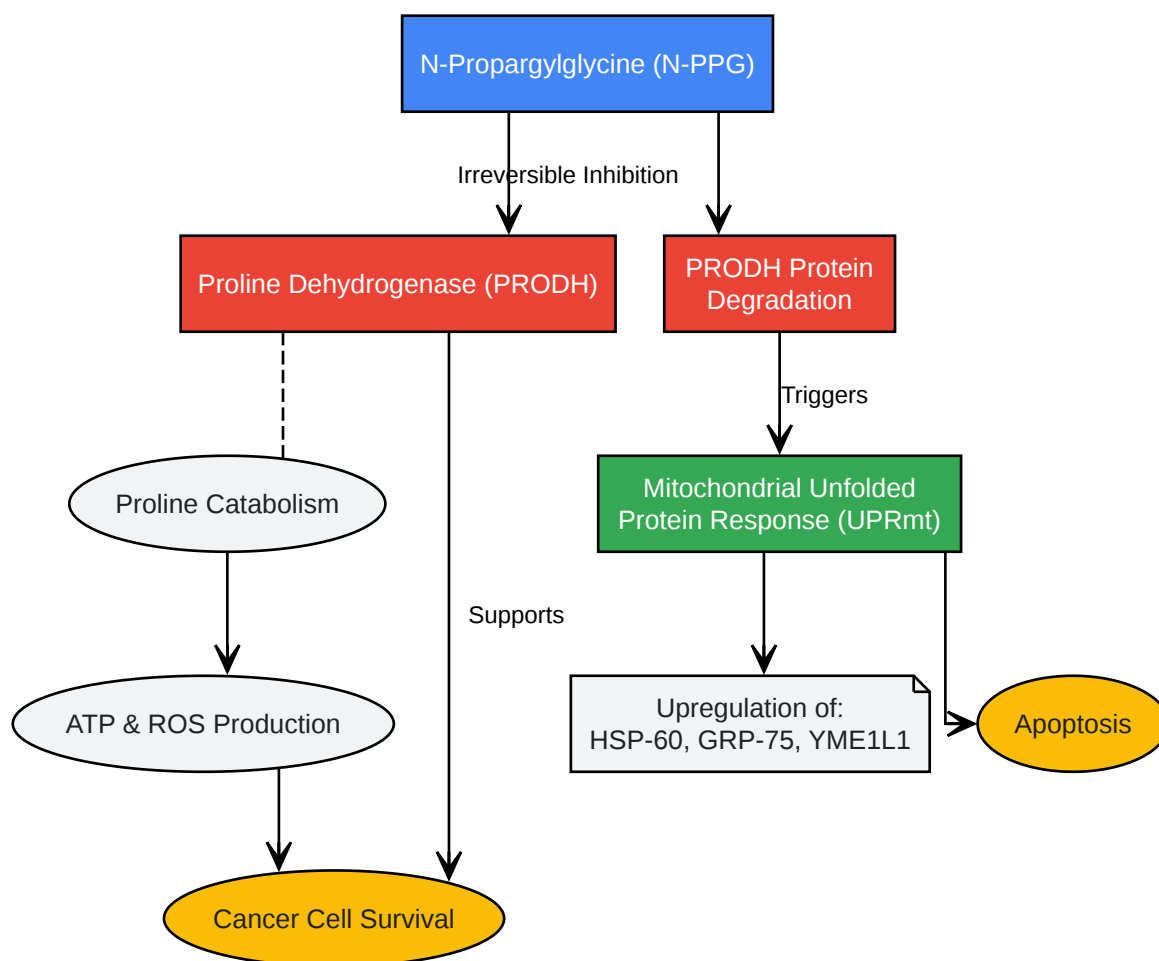 N-Propargylglycine (N-PPG)
Irreversible Inhibition
Proline Dehydrogenase (PRODH)
PRODH Protein
Degradation
Triggers
Proline Catabolism
Mitochondrial Unfolded
Protein Response (UPRmt)
Supports
ATP & ROS Production
Upregulation of:
HSP-60, GRP-75, YME1L1
Apoptosis
Cancer Cell Survival